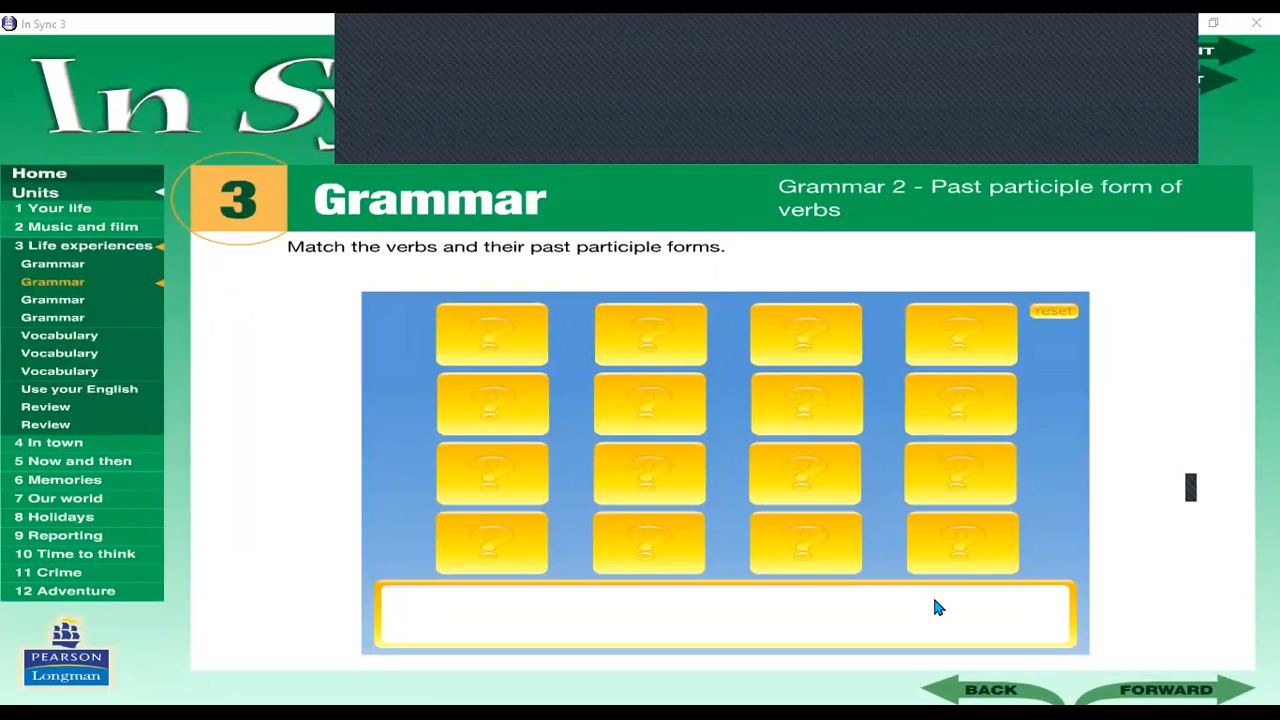 In Sync 3
In Sy
IT
T
Home
Units
1 Your life
2 Music and film
3 Life experiences
Grammar
Grammar
Grammar
Grammar
Vocabulary
Vocabulary
Vocabulary
Use your English
Review
Review
4 In town
5 Now and then
6 Memories
7 Our world
8 Holidays
9 Reporting
10 Time to think
11 Crime
12 Adventure
PEARSON
Longman
3
Grammar
Grammar 2 - Past participle form of
verbs
Match the verbs and their past participle forms.
reset
? ? ? ?
? ? ? ?
? ? ? ?
? ? ? ?
BACK
FORWARD